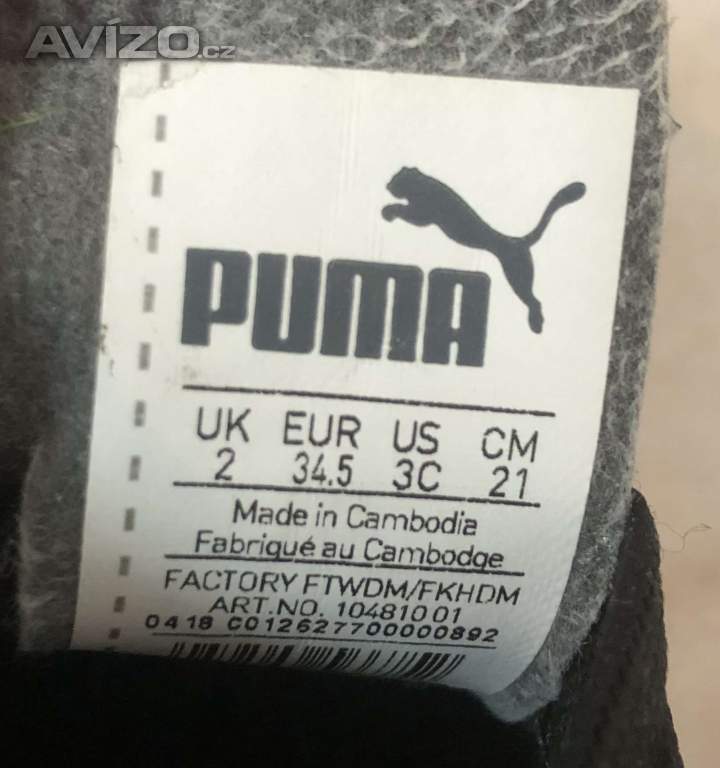 AVÍZO.cz
PUMA
UK EUR US CM
2 34.5 3C 21
Made in Cambodia
Fabriqué au Cambodge
FACTORY FTWDM/FKHDM
ART.NO. 104810 01
0418 C012627700000892